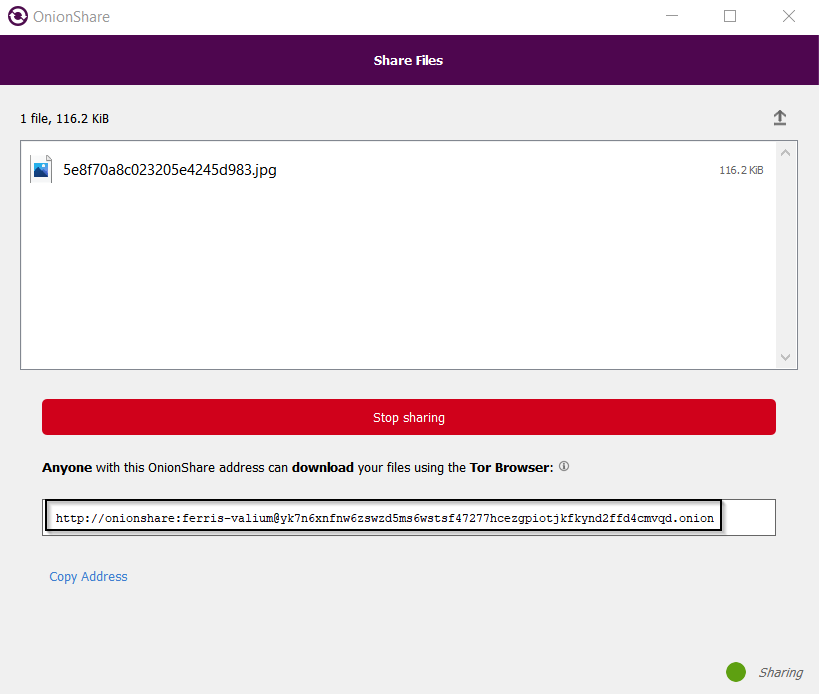 OnionShare
Share Files
1 file, 116.2 KiB
5e8f70a8c023205e4245d983.jpg 116.2 KiB
Stop sharing
Anyone with this OnionShare address can download your files using the Tor Browser:
http://onionshare:ferris-valium@yk7n6xnfnw6zswzd5ms6wstsf47277hcezgpiotjkfkynd2ffd4cmvqd.onion
Copy Address
Sharing